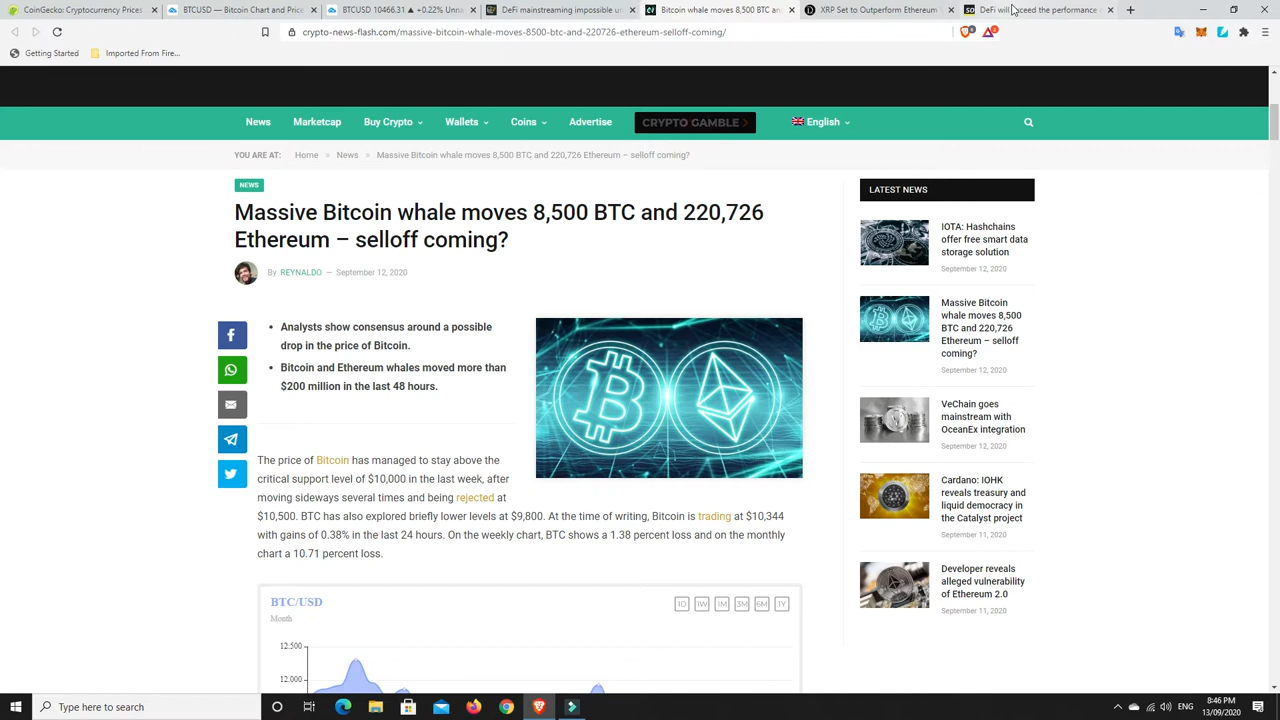 CoinGecko: Cryptocurrency Prices
BTCUSD — Bitcoin Chart and Price
BTCUSD 10466.31 ▲ +0.22% Unna
DeFi mainstreaming impossible un
Bitcoin whale moves 8,500 BTC an
XRP Set to Outperform Ethereum
DeFi will exceed the performance
crypto-news-flash.com/massive-bitcoin-whale-moves-8500-btc-and-220726-ethereum-selloff-coming/
Getting Started
Imported From Fire...
News
Marketcap
Buy Crypto
Wallets
Coins
Advertise
CRYPTO GAMBLE >
English
YOU ARE AT: Home » News » Massive Bitcoin whale moves 8,500 BTC and 220,726 Ethereum – selloff coming?
NEWS
Massive Bitcoin whale moves 8,500 BTC and 220,726
Ethereum – selloff coming?
By REYNALDO — September 12, 2020
• Analysts show consensus around a possible
drop in the price of Bitcoin.
• Bitcoin and Ethereum whales moved more than
$200 million in the last 48 hours.
The price of Bitcoin has managed to stay above the
critical support level of $10,000 in the last week, after
moving sideways several times and being rejected at
$10,500. BTC has also explored briefly lower levels at $9,800. At the time of writing, Bitcoin is trading at $10,344
with gains of 0.38% in the last 24 hours. On the weekly chart, BTC shows a 1.38 percent loss and on the monthly
chart a 10.71 percent loss.
BTC/USD
Month
1D 1W 1M 3M 6M 1Y
12.500
12.000
LATEST NEWS
IOTA: Hashchains
offer free smart data
storage solution
September 12, 2020
Massive Bitcoin
whale moves 8,500
BTC and 220,726
Ethereum – selloff
coming?
September 12, 2020
VeChain goes
mainstream with
OceanEx integration
September 12, 2020
Cardano: IOHK
reveals treasury and
liquid democracy in
the Catalyst project
September 11, 2020
Developer reveals
alleged vulnerability
of Ethereum 2.0
September 11, 2020
Type here to search
ENG
8:46 PM
13/09/2020